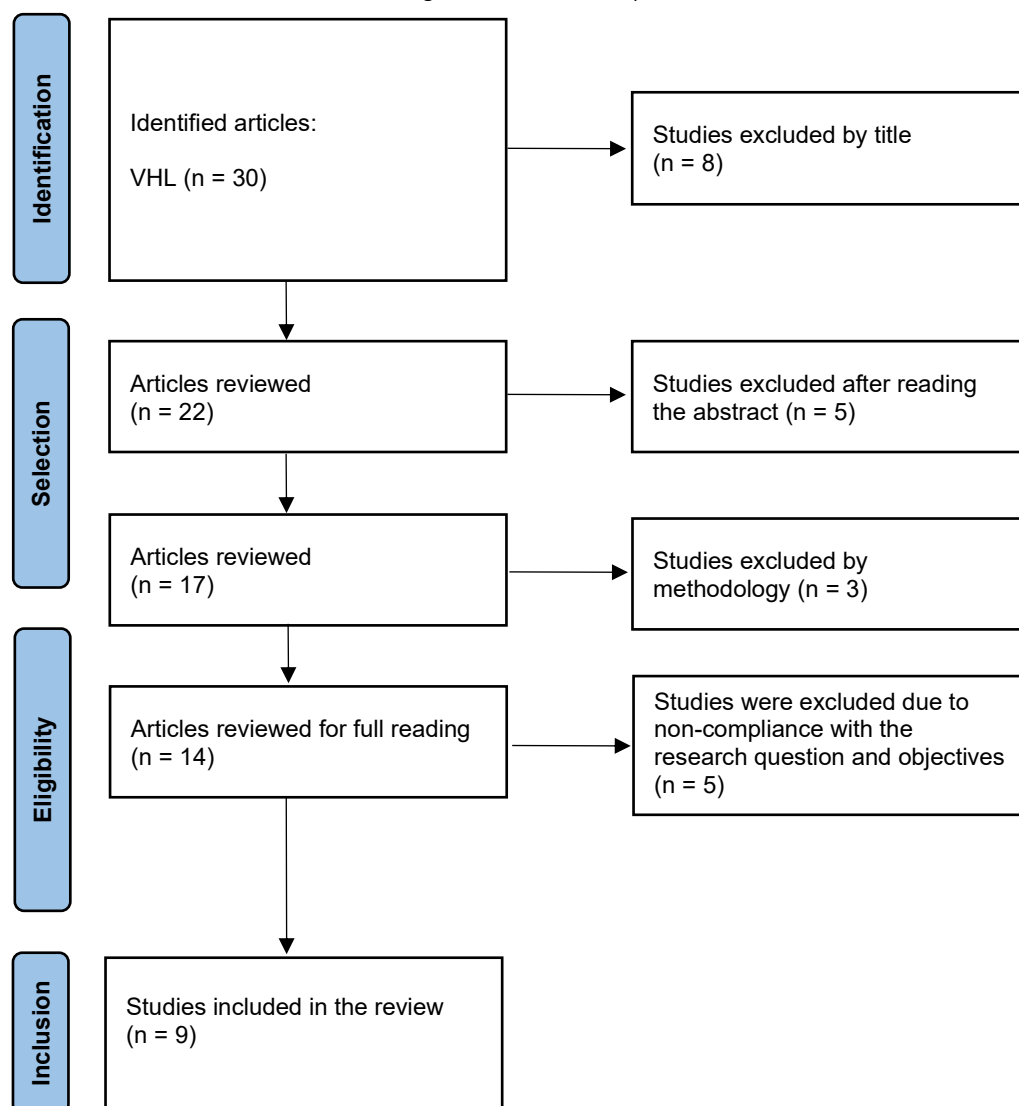 Identification
Identified articles:
VHL (n = 30)
Studies excluded by title
(n = 8)
Selection
Articles reviewed
(n = 22)
Studies excluded after reading
the abstract (n = 5)
Articles reviewed
(n = 17)
Studies excluded by
methodology (n = 3)
Eligibility
Articles reviewed for full reading
(n = 14)
Studies were excluded due to
non-compliance with the
research question and objectives
(n = 5)
Inclusion
Studies included in the review
(n = 9)